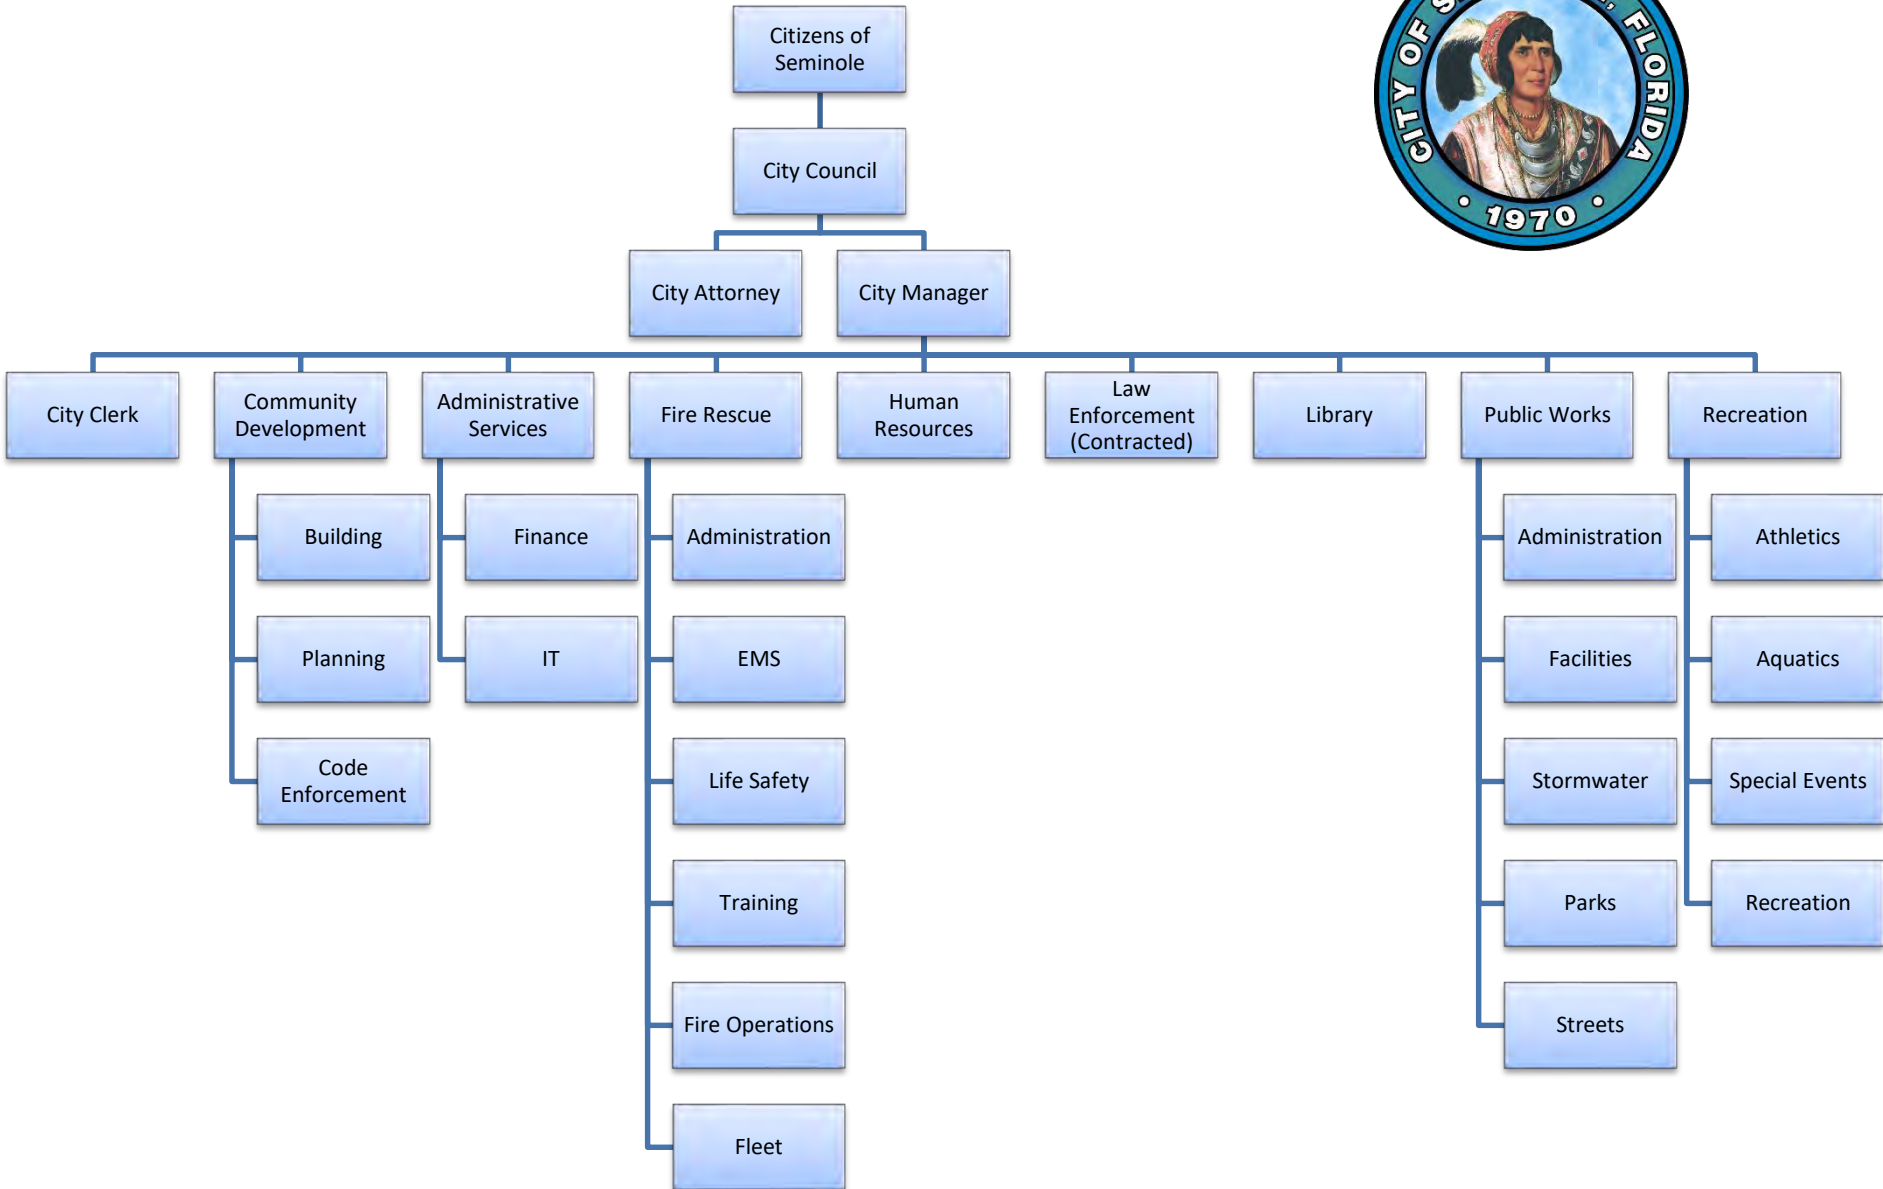 Citizens of
Seminole
CITY OF S , FLORIDA
• 1970 •
City Council
City Attorney
City Manager
City Clerk
Community
Development
Administrative
Services
Fire Rescue
Human
Resources
Law
Enforcement
(Contracted)
Library
Public Works
Recreation
Building
Finance
Administration
Administration
Athletics
Planning
IT
EMS
Facilities
Aquatics
Code
Enforcement
Life Safety
Stormwater
Special Events
Training
Parks
Recreation
Fire Operations
Streets
Fleet